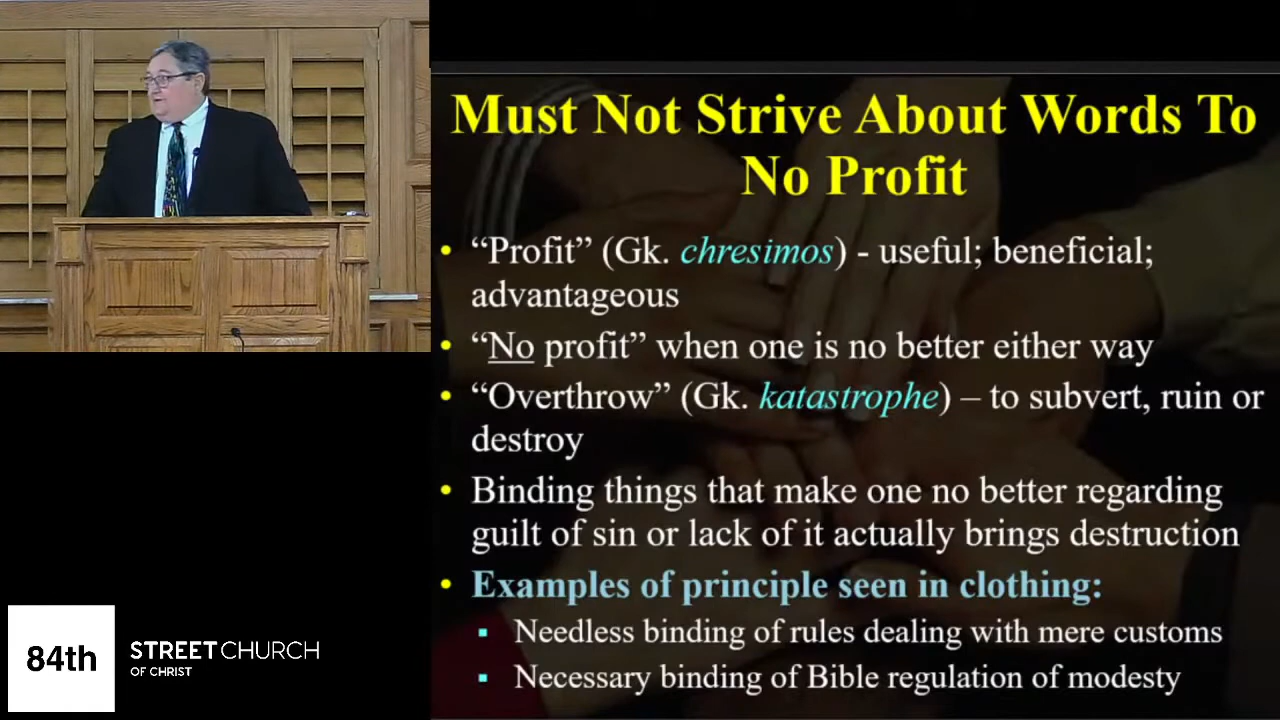 Must Not Strive About Words To
No Profit
• “Profit” (Gk. chresimos) - useful; beneficial;
advantageous
• “No profit” when one is no better either way
• “Overthrow” (Gk. katastrophe) – to subvert, ruin or
destroy
• Binding things that make one no better regarding
guilt of sin or lack of it actually brings destruction
• Examples of principle seen in clothing:
▪ Needless binding of rules dealing with mere customs
▪ Necessary binding of Bible regulation of modesty
84th
STREETCHURCH
OF CHRIST